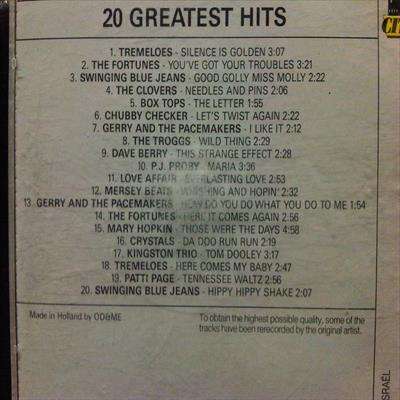 20 GREATEST HITS
1. TREMELOES - SILENCE IS GOLDEN 3:07
2. THE FORTUNES - YOU'VE GOT YOUR TROUBLES 3:21
3. SWINGING BLUE JEANS - GOOD GOLLY MISS MOLLY 2:22
4. THE CLOVERS - NEEDLES AND PINS 2:06
5. BOX TOPS - THE LETTER 1:55
6. CHUBBY CHECKER - LET'S TWIST AGAIN 2:22
7. GERRY AND THE PACEMAKERS - I LIKE IT 2:12
8. THE TROGGS - WILD THING 2:29
9. DAVE BERRY - THIS STRANGE EFFECT 2:28
10. P.J. PROBY - MARIA 3:36
11. LOVE AFFAIR - EVERLASTING LOVE 2:53
12. MERSEY BEATS - WISHING AND HOPIN' 2:32
13. GERRY AND THE PACEMAKERS - HOW DO YOU DO WHAT YOU DO TO ME 1:54
14. THE FORTUNES - HERE IT COMES AGAIN 2:56
15. MARY HOPKIN - THOSE WERE THE DAYS 4:58
16. CRYSTALS - DA DOO RUN RUN 2:19
17. KINGSTON TRIO - TOM DOOLEY 3:17
18. TREMELOES - HERE COMES MY BABY 2:47
19. PATTI PAGE - TENNESSEE WALTZ 2:56
20. SWINGING BLUE JEANS - HIPPY HIPPY SHAKE 2:07
Made in Holland by OD&ME
To obtain the highest possible quality, some of the
tracks have been rerecorded by the original artist.
ISRAËL